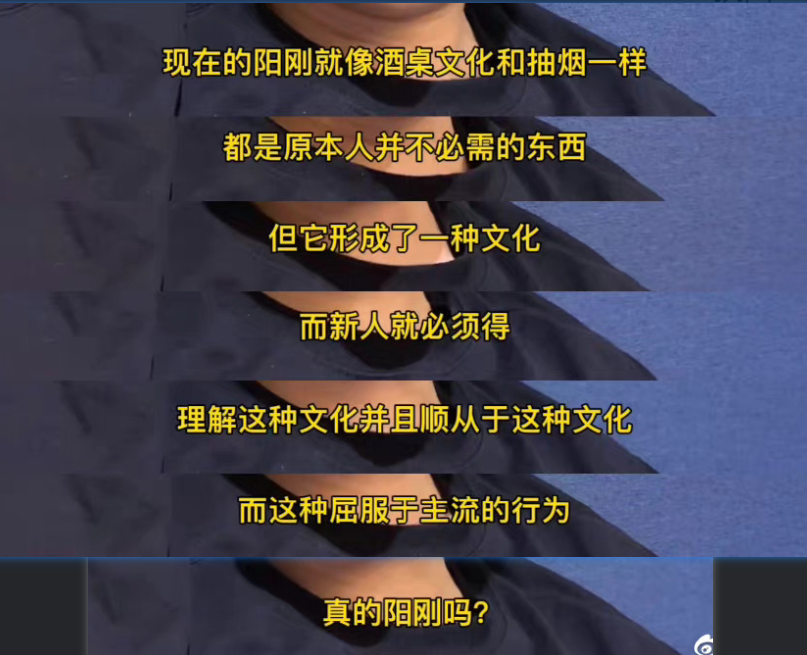 现在的阳刚就像酒桌文化和抽烟一样
都是原本人并不必需的东西
但它形成了一种文化
而新人就必须得
理解这种文化并且顺从于这种文化
而这种屈服于主流的行为
真的阳刚吗?